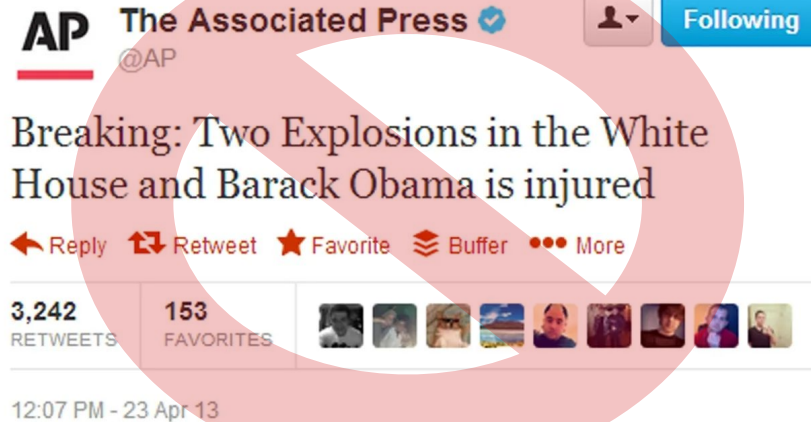 AP The Associated Press
@AP
Following
Breaking: Two Explosions in the White
House and Barack Obama is injured
Reply Retweet Favorite Buffer More
3,242 153
RETWEETS FAVORITES
12:07 PM - 23 Apr 13